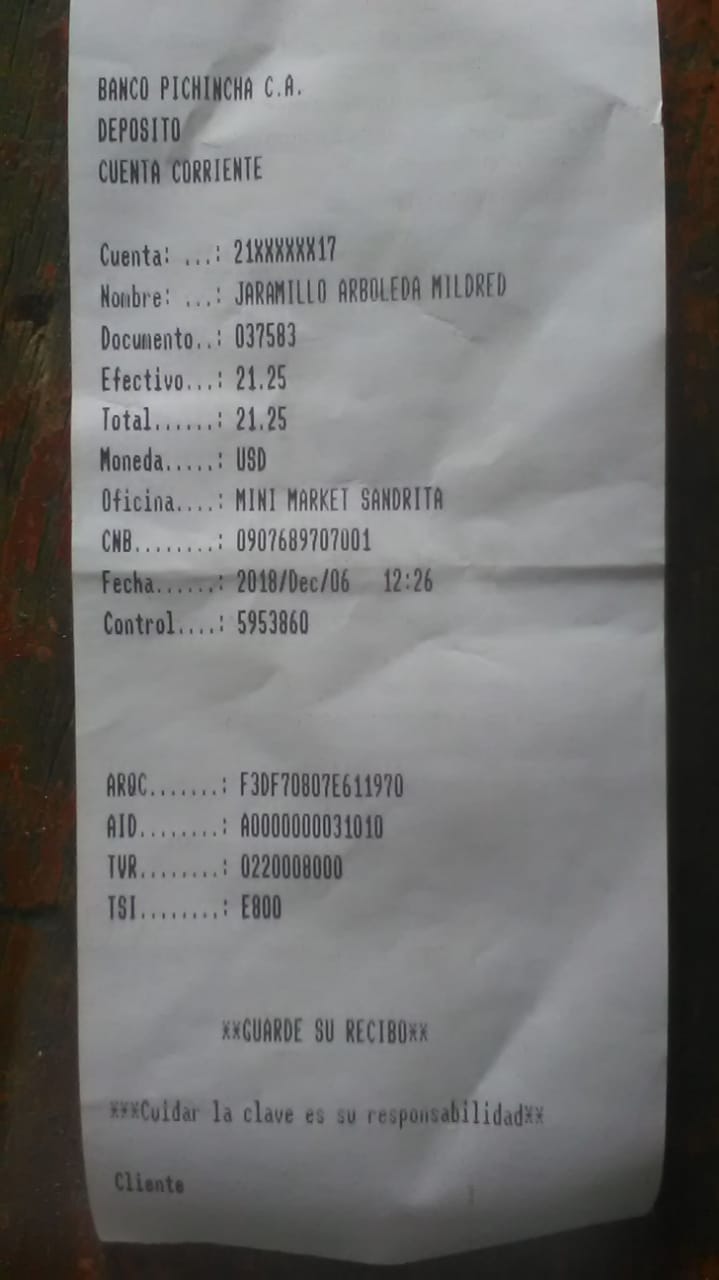 BANCO PICHINCHA C.A.
DEPOSITO
CUENTA CORRIENTE
Cuenta: ...: 21XXXXXX17
Nombre: ...: JARAMILLO ARBOLEDA MILDRED
Documento..: 037583
Efectivo...: 21.25
Total......: 21.25
Moneda.....: USD
Oficina....: MINI MARKET SANDRITA
CNB........: 0907689707001
Fecha......: 2018/Dec/06 12:26
Control....: 5953860
ARQC.......: F3DF70807E611970
AID........: A0000000031010
TVR........: 0220008000
TSI........: E800
**GUARDE SU RECIBO**
***Cuidar la clave es su responsabilidad**
Cliente